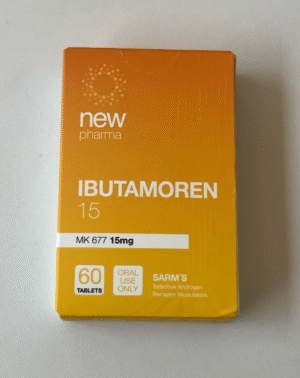 new
pharma
IBUTAMOREN
15
MK 677 15mg
60
TABLETS
ORAL
USE
ONLY
SARM'S
Selective Androgen
Receptor Modulators